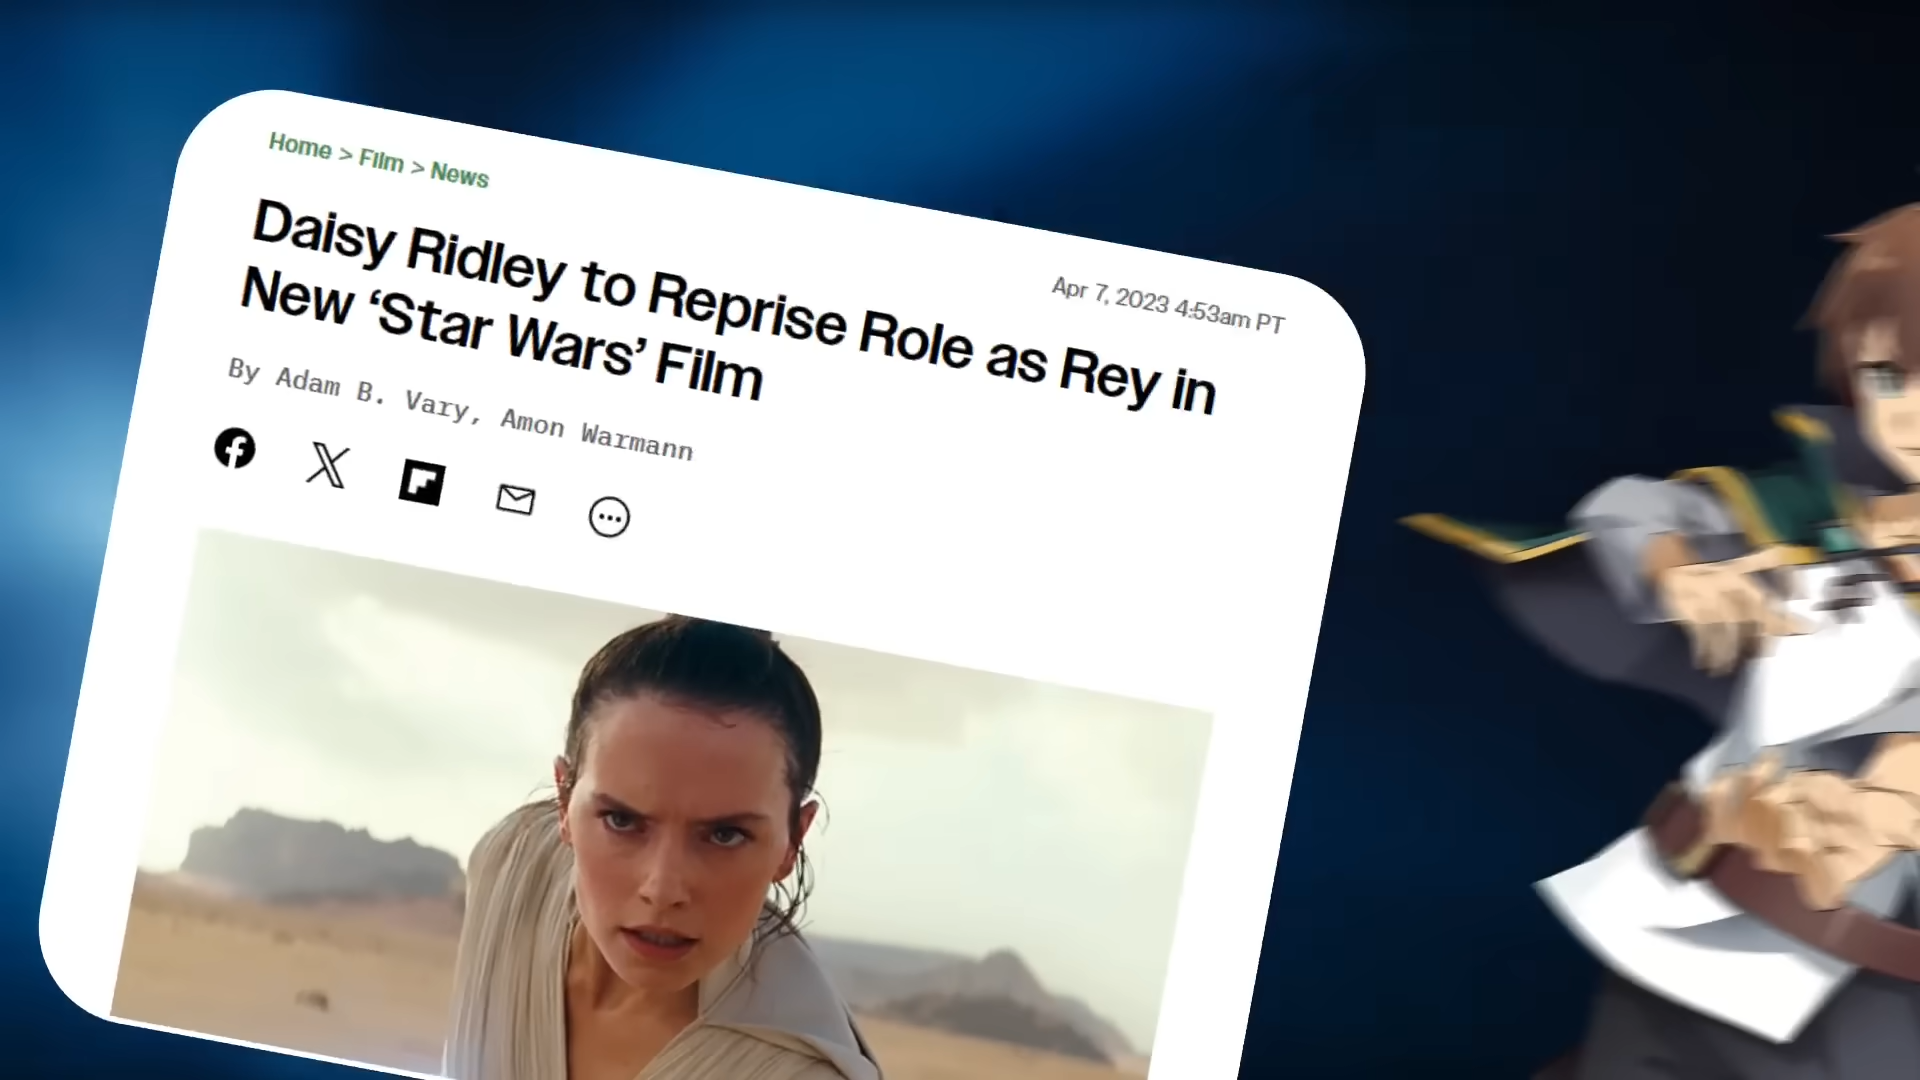 Home > Film > News
Apr 7, 2023 4:53am PT
Daisy Ridley to Reprise Role as Rey in
New ‘Star Wars’ Film
By Adam B. Vary, Amon Warmann